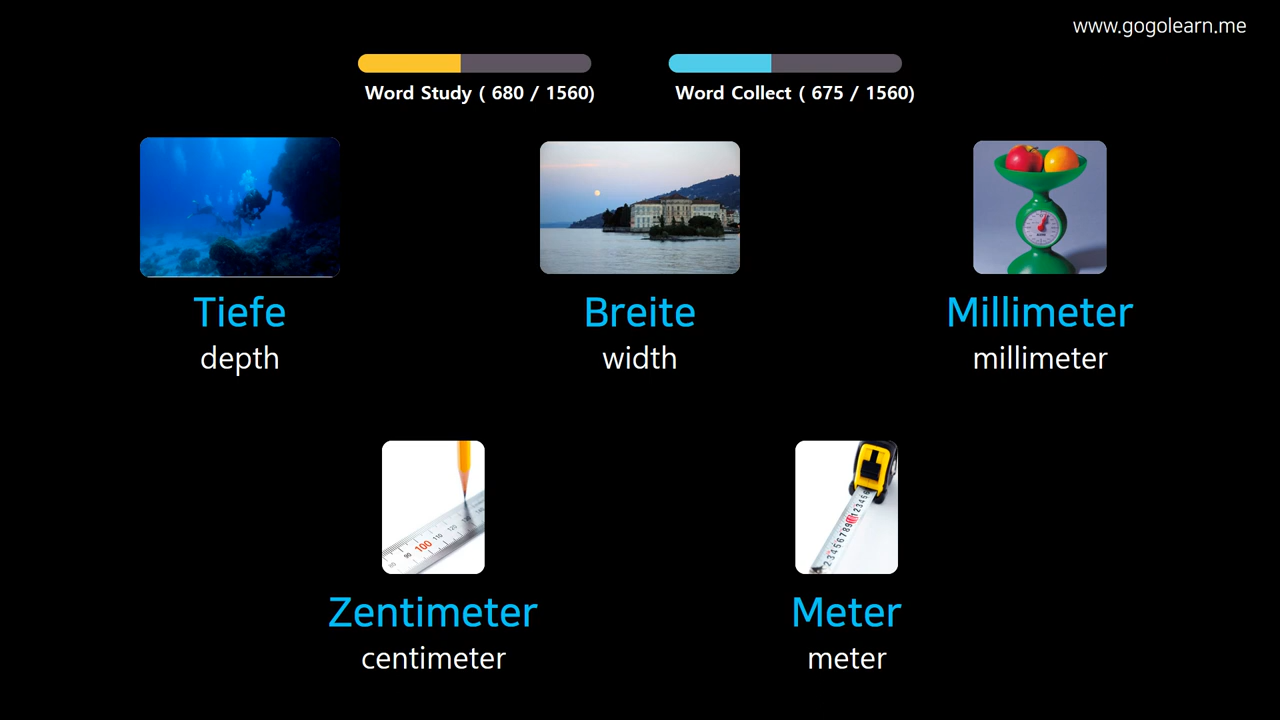 www.gogolearn.me
Word Study ( 680 / 1560)
Word Collect ( 675 / 1560)
Tiefe
depth
Breite
width
Millimeter
millimeter
Zentimeter
centimeter
Meter
meter